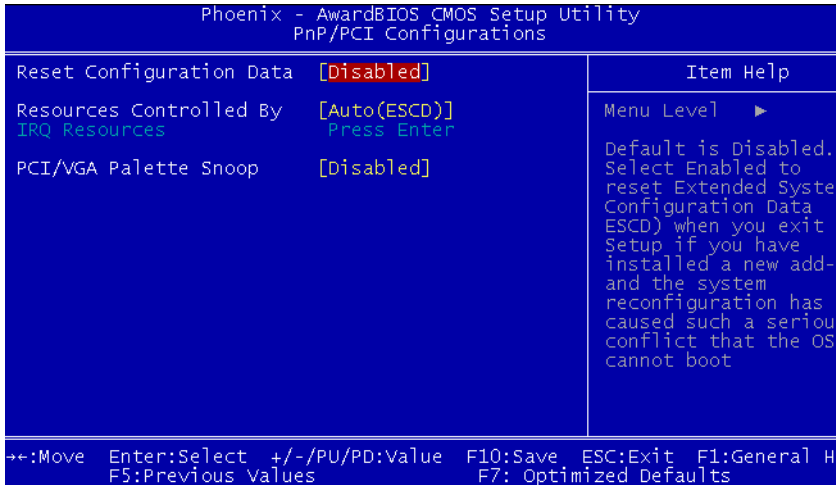 Phoenix - AwardBIOS CMOS Setup Utility
PnP/PCI Configurations
Reset Configuration Data [Disabled]
Resources Controlled By [Auto(ESCD)]
IRQ Resources Press Enter
PCI/VGA Palette Snoop [Disabled]
Item Help
Menu Level ▶
Default is Disabled.
Select Enabled to
reset Extended Syste
Configuration Data
ESCD) when you exit
Setup if you have
installed a new add-
and the system
reconfiguration has
caused such a seriou
conflict that the OS
cannot boot
→←:Move Enter:Select +/-/PU/PD:Value F10:Save ESC:Exit F1:General H
F5:Previous Values F7: Optimized Defaults